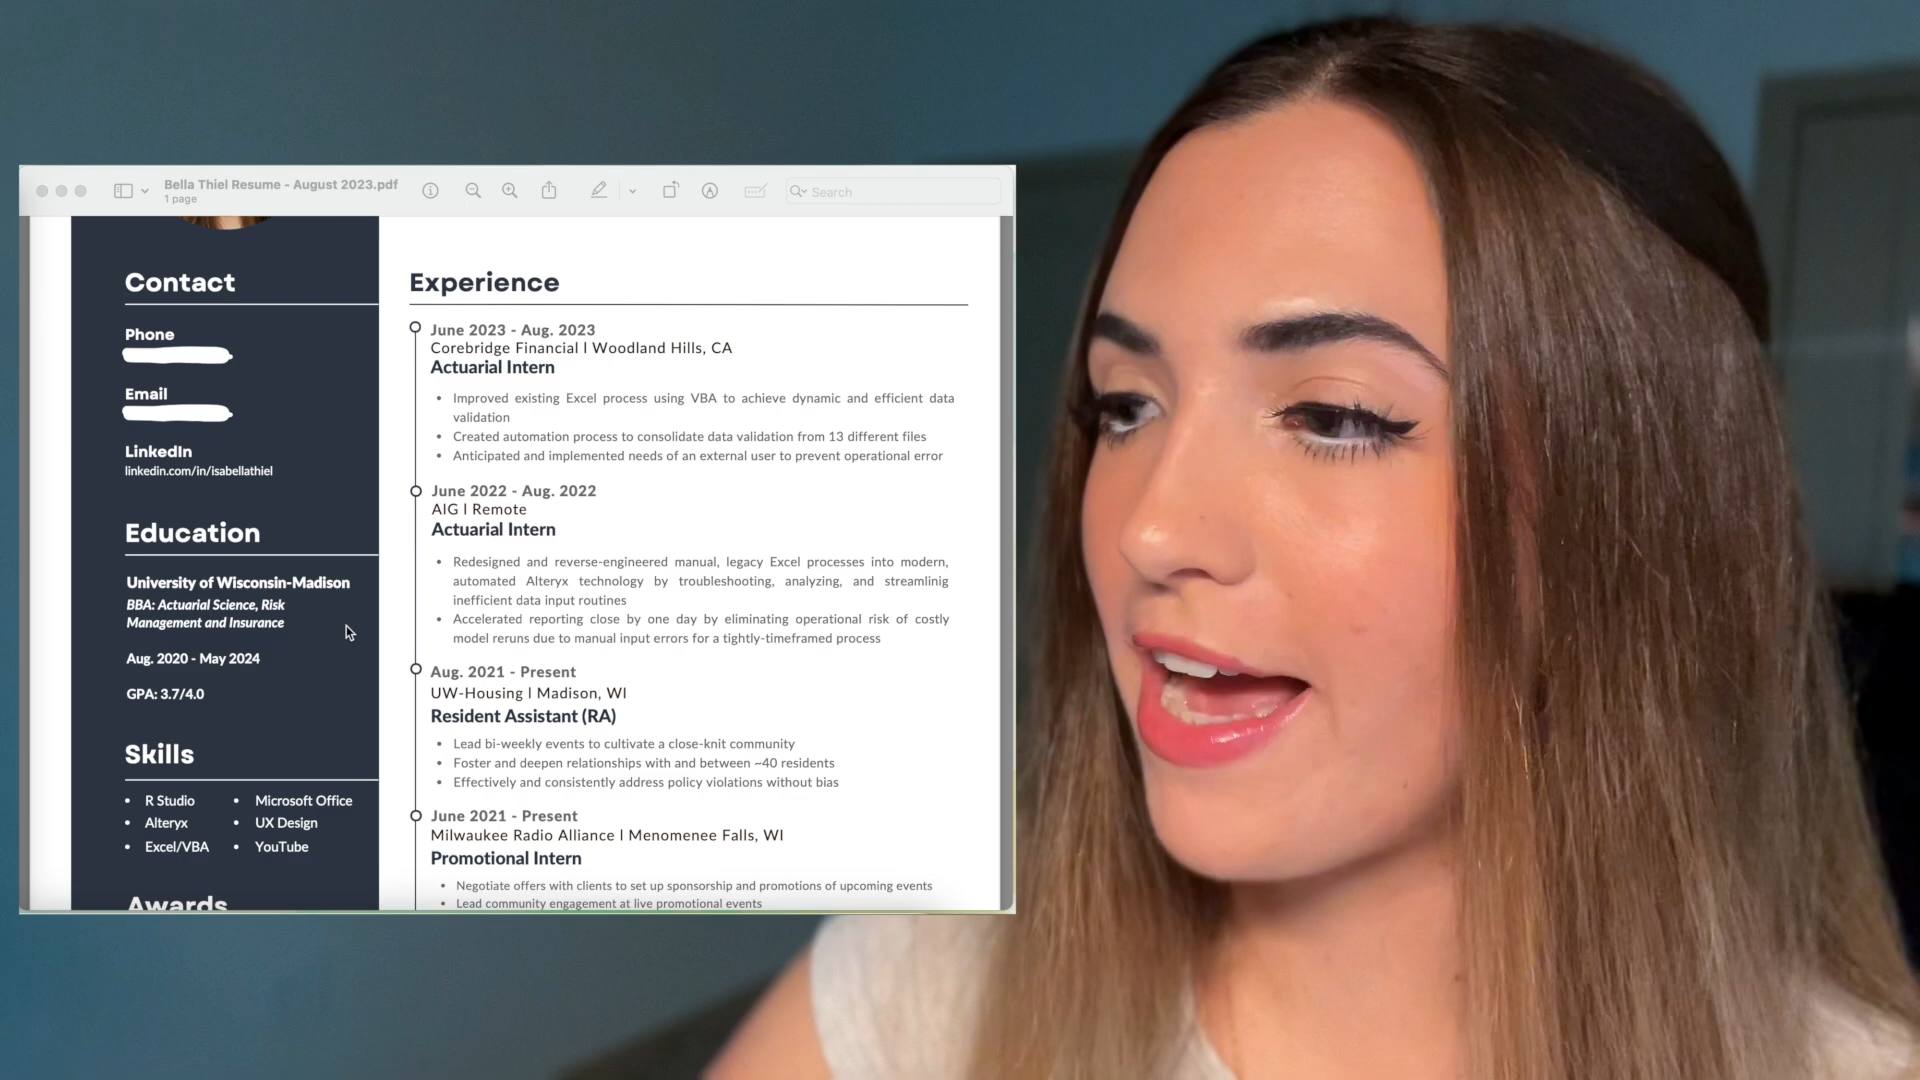 Bella Thiel Resume - August 2023.pdf
1 page
Search
Contact
Phone
Email
LinkedIn
linkedin.com/in/isabellathiel
Education
University of Wisconsin-Madison
BBA: Actuarial Science, Risk
Management and Insurance
Aug. 2020 - May 2024
GPA: 3.7/4.0
Skills
• R Studio
• Alteryx
• Excel/VBA
• Microsoft Office
• UX Design
• YouTube
Awards
Experience
June 2023 - Aug. 2023
Corebridge Financial | Woodland Hills, CA
Actuarial Intern
• Improved existing Excel process using VBA to achieve dynamic and efficient data
validation
• Created automation process to consolidate data validation from 13 different files
• Anticipated and implemented needs of an external user to prevent operational error
June 2022 - Aug. 2022
AIG | Remote
Actuarial Intern
• Redesigned and reverse-engineered manual, legacy Excel processes into modern,
automated Alteryx technology by troubleshooting, analyzing, and streamlinig
inefficient data input routines
• Accelerated reporting close by one day by eliminating operational risk of costly
model reruns due to manual input errors for a tightly-timeframed process
Aug. 2021 - Present
UW-Housing | Madison, WI
Resident Assistant (RA)
• Lead bi-weekly events to cultivate a close-knit community
• Foster and deepen relationships with and between ~40 residents
• Effectively and consistently address policy violations without bias
June 2021 - Present
Milwaukee Radio Alliance | Menomenee Falls, WI
Promotional Intern
• Negotiate offers with clients to set up sponsorship and promotions of upcoming events
• Lead community engagement at live promotional events